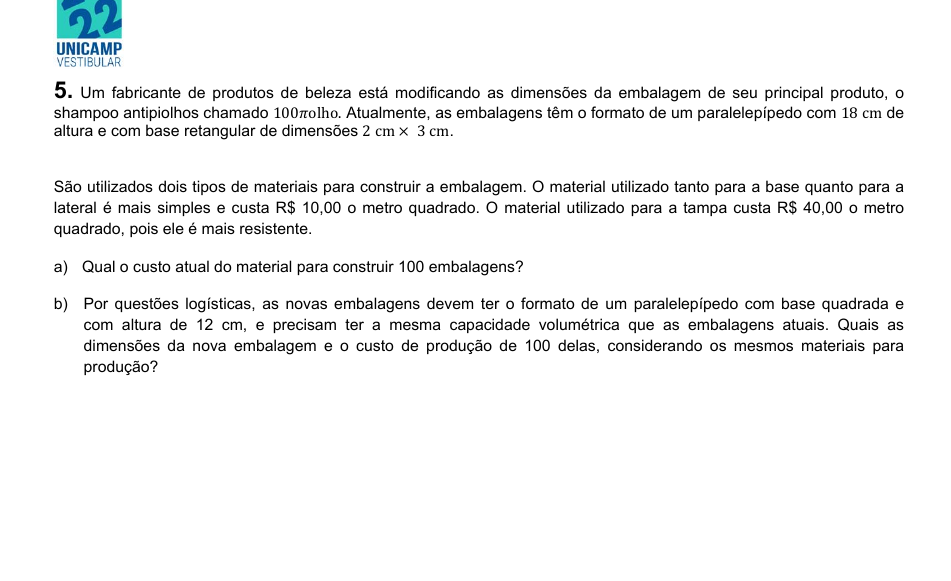 22
UNICAMP
VESTIBULAR
5. Um fabricante de produtos de beleza está modificando as dimensões da embalagem de seu principal produto, o
shampoo antipiolhos chamado 100πolho. Atualmente, as embalagens têm o formato de um paralelepípedo com 18 cm de
altura e com base retangular de dimensões 2 cm × 3 cm.
São utilizados dois tipos de materiais para construir a embalagem. O material utilizado tanto para a base quanto para a
lateral é mais simples e custa R$ 10,00 o metro quadrado. O material utilizado para a tampa custa R$ 40,00 o metro
quadrado, pois ele é mais resistente.
a) Qual o custo atual do material para construir 100 embalagens?
b) Por questões logísticas, as novas embalagens devem ter o formato de um paralelepípedo com base quadrada e
com altura de 12 cm, e precisam ter a mesma capacidade volumétrica que as embalagens atuais. Quais as
dimensões da nova embalagem e o custo de produção de 100 delas, considerando os mesmos materiais para
produção?